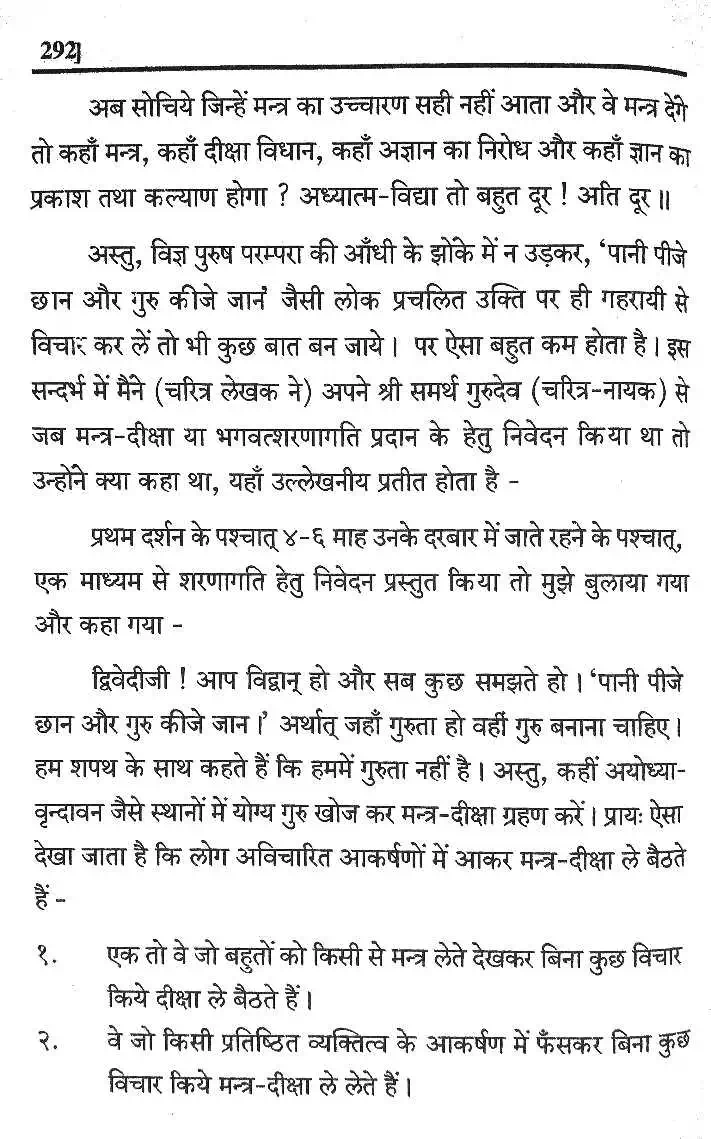 292]
अब सोचिये जिन्हें मन्त्र का उच्चारण सही नहीं आता और वे मन्त्र देगे
तो कहाँ मन्त्र, कहाँ दीक्षा विधान, कहाँ अज्ञान का निरोध और कहाँ ज्ञान का
प्रकाश तथा कल्याण होगा ? अध्यात्म-विद्या तो बहुत दूर ! अति दूर ॥
अस्तु, विज्ञ पुरुष परम्परा की आँधी के झोके में न उड़कर, ‘पानी पीजे
छान और गुरु कीजे जान’ जैसी लोक प्रचलित उक्ति पर ही गहरायी से
विचार कर लें तो भी कुछ बात बन जाये। पर ऐसा बहुत कम होता है। इस
सन्दर्भ में मैंने (चरित्र लेखक ने) अपने श्री समर्थ गुरुदेव (चरित्र-नायक) से
जब मन्त्र-दीक्षा या भगवत्शरणागति प्रदान के हेतु निवेदन किया था तो
उन्होंने क्या कहा था, यहाँ उल्लेखनीय प्रतीत होता है -
प्रथम दर्शन के पश्चात् ४-६ माह उनके दरबार में जाते रहने के पश्चात्,
एक माध्यम से शरणागति हेतु निवेदन प्रस्तुत किया तो मुझे बुलाया गया
और कहा गया -
द्विवेदीजी ! आप विद्वान् हो और सब कुछ समझते हो। ‘पानी पीजे
छान और गुरु कीजे जान।’ अर्थात् जहाँ गुरुता हो वहीं गुरु बनाना चाहिए।
हम शपथ के साथ कहते हैं कि हममें गुरुता नहीं है। अस्तु, कहीं अयोध्या-
वृन्दावन जैसे स्थानों में योग्य गुरु खोज कर मन्त्र-दीक्षा ग्रहण करें। प्रायः ऐसा
देखा जाता है कि लोग अविचारित आकर्षणों में आकर मन्त्र-दीक्षा ले बैठते
हैं -
१. एक तो वे जो बहुतों को किसी से मन्त्र लेते देखकर बिना कुछ विचार
किये दीक्षा ले बैठते हैं।
२. वे जो किसी प्रतिष्ठित व्यक्तित्व के आकर्षण में फँसकर बिना कुछ
विचार किये मन्त्र-दीक्षा ले लेते हैं।